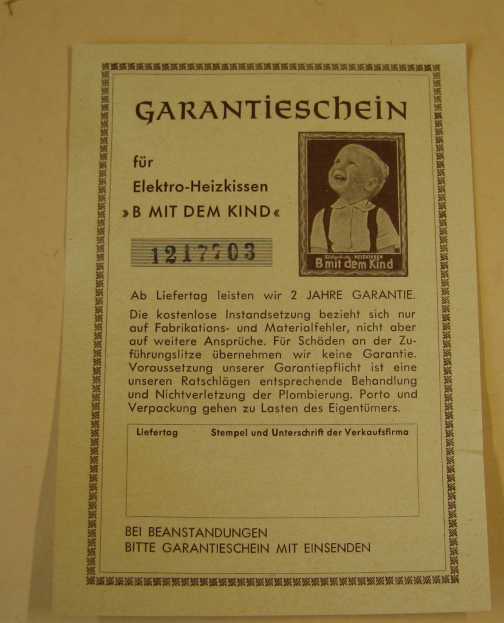 GARANTIESCHEIN
für
Elektro-Heizkissen
»B MIT DEM KIND«
1217703
HEIZKISSEN
B mit dem Kind
Ab Liefertag leisten wir 2 JAHRE GARANTIE.
Die kostenlose Instandsetzung bezieht sich nur
auf Fabrikations- und Materialfehler, nicht aber
auf weitere Ansprüche. Für Schäden an der Zu-
führungslitze übernehmen wir keine Garantie.
Voraussetzung unserer Garantiepflicht ist eine
unseren Ratschlägen entsprechende Behandlung
und Nichtverletzung der Plombierung. Porto und
Verpackung gehen zu Lasten des Eigentümers.
Liefertag Stempel und Unterschrift der Verkaufsfirma
BEI BEANSTANDUNGEN
BITTE GARANTIESCHEIN MIT EINSENDEN